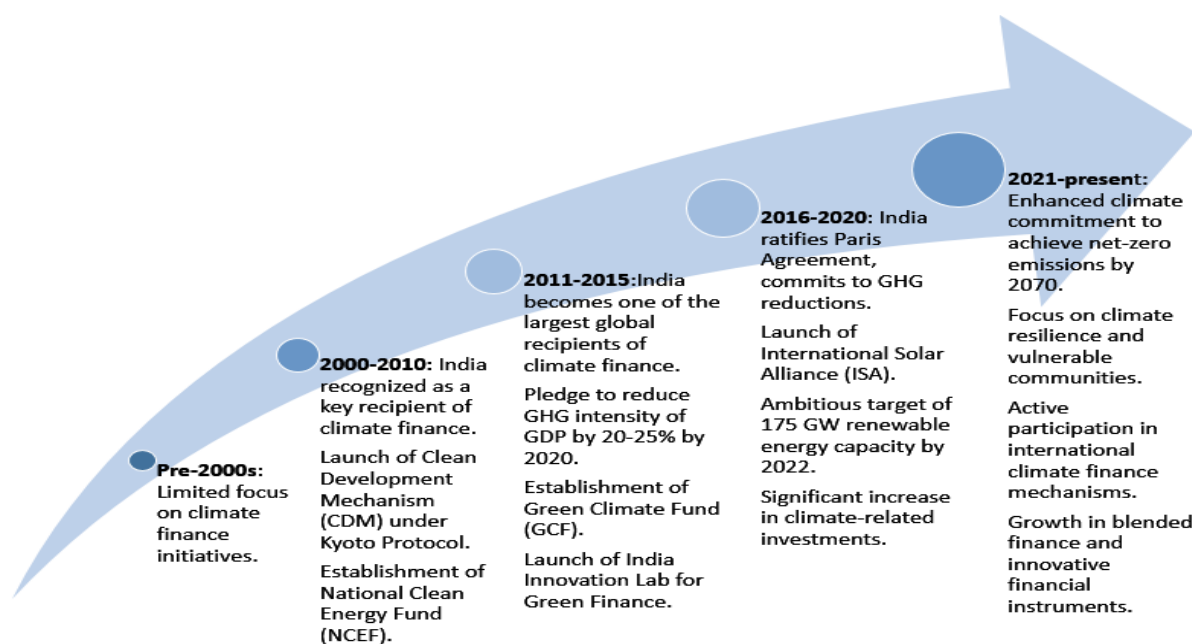 Pre-2000s:
Limited focus
on climate
finance
initiatives.
2000-2010: India
recognized as a
key recipient of
climate finance.
Launch of Clean
Development
Mechanism
(CDM) under
Kyoto Protocol.
Establishment of
National Clean
Energy Fund
(NCEF).
2011-2015:India
becomes one of the
largest global
recipients of
climate finance.
Pledge to reduce
GHG intensity of
GDP by 20-25% by
2020.
Establishment of
Green Climate Fund
(GCF).
Launch of India
Innovation Lab for
Green Finance.
2016-2020: India
ratifies Paris
Agreement,
commits to GHG
reductions.
Launch of
International Solar
Alliance (ISA).
Ambitious target of
175 GW renewable
energy capacity by
2022.
Significant increase
in climate-related
investments.
2021-present:
Enhanced climate
commitment to
achieve net-zero
emissions by
2070.
Focus on climate
resilience and
vulnerable
communities.
Active
participation in
international
climate finance
mechanisms.
Growth in blended
finance and
innovative
financial
instruments.